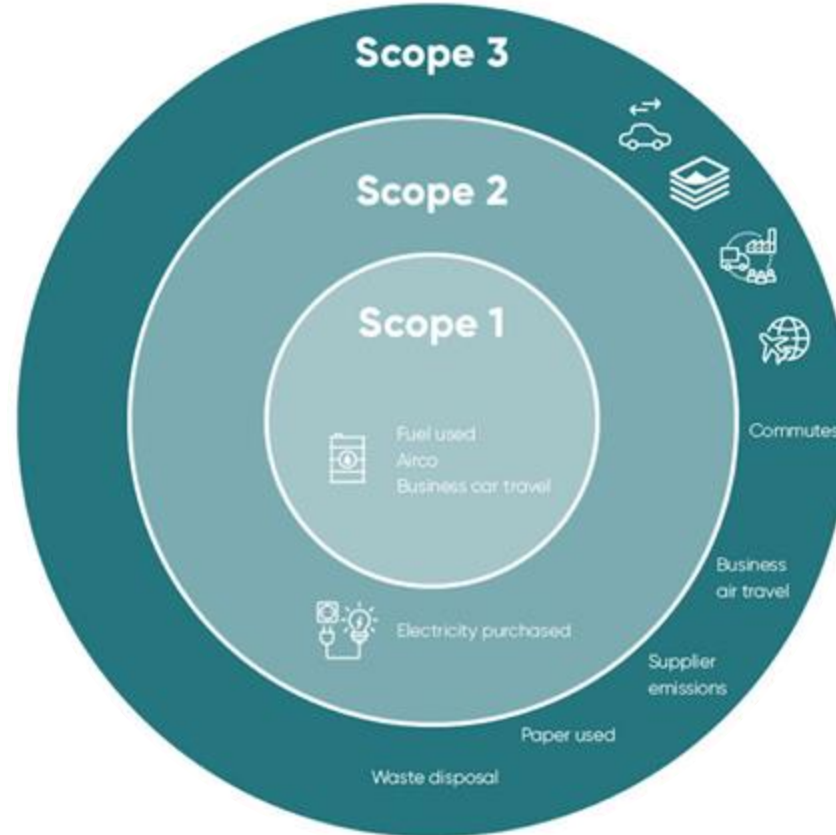 Scope 3
Scope 2
Scope 1
Fuel used
Airco
Business car travel
Commutes
Business
air travel
Electricity purchased
Supplier
emissions
Paper used
Waste disposal